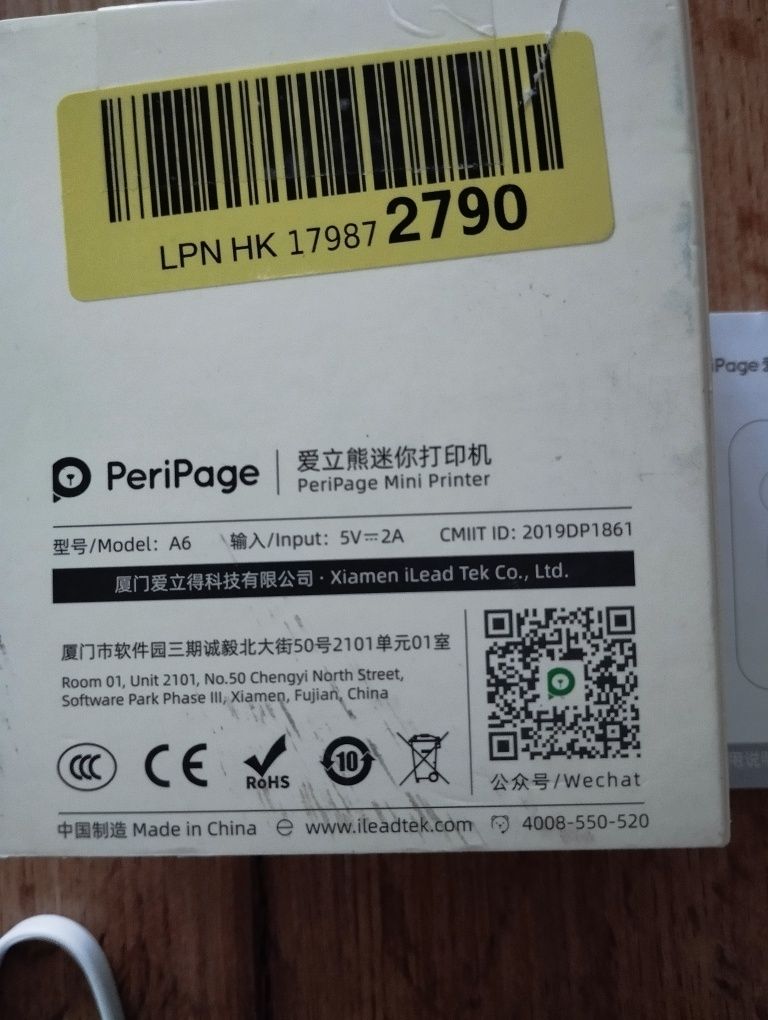 LPN HK 17987 2790
PeriPage
爱立熊迷你打印机
PeriPage Mini Printer
型号/Model: A6 输入/Input: 5V⎓2A CMIIT ID: 2019DP1861
厦门爱立得科技有限公司 · Xiamen iLead Tek Co., Ltd.
厦门市软件园三期诚毅北大街50号2101单元01室
Room 01, Unit 2101, No.50 Chengyi North Street,
Software Park Phase III, Xiamen, Fujian, China
CCC CE RoHS 10
公众号/Wechat
中国制造 Made in China www.ileadtek.com 4008-550-520
iPage